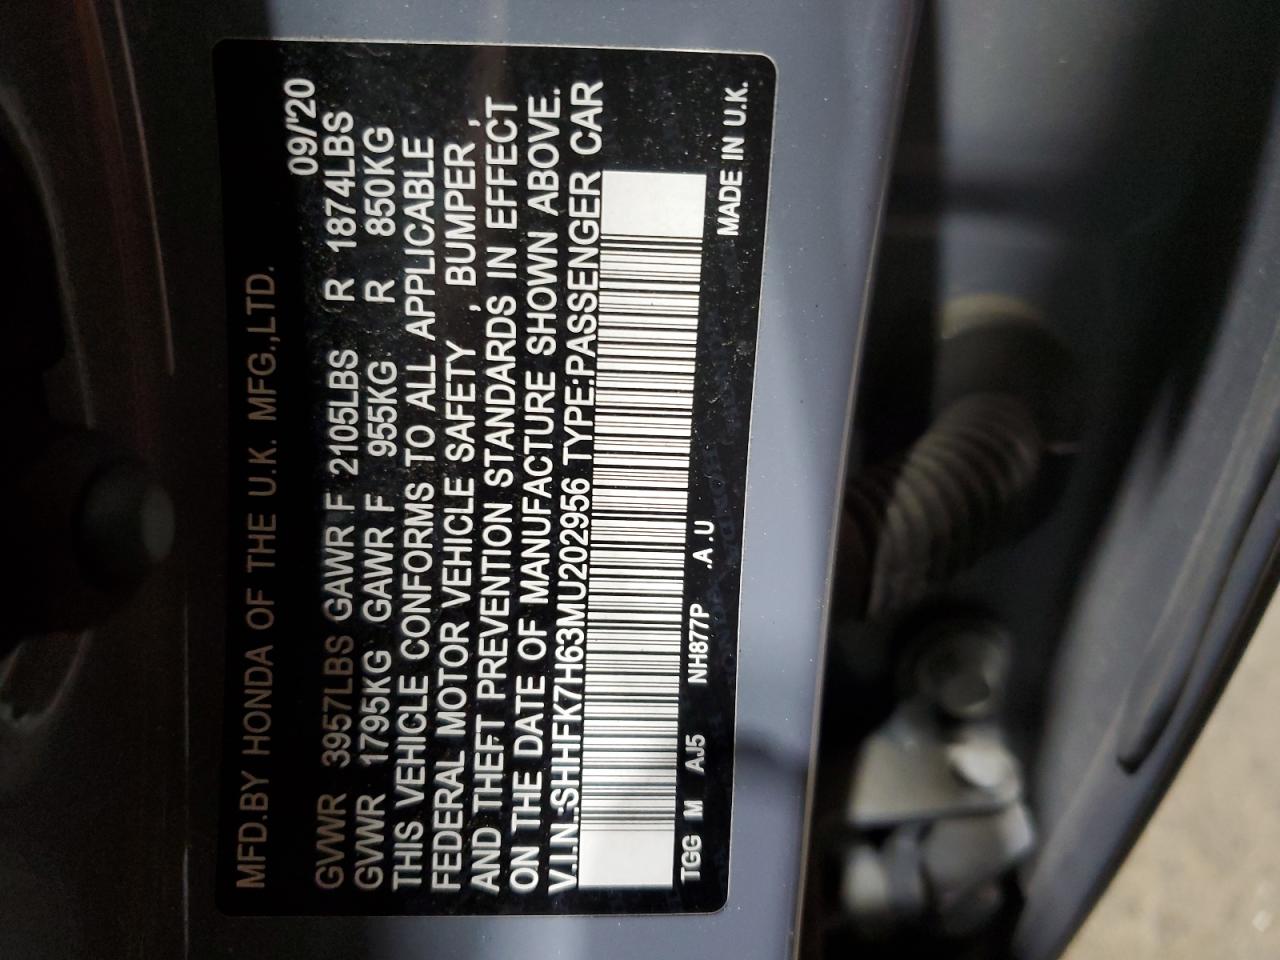 MFD.BY HONDA OF THE U.K. MFG.,LTD. 09/'20
GVWR 3957LBS GAWR F 2105LBS R 1874LBS
GVWR 1795KG GAWR F 955KG R 850KG
THIS VEHICLE CONFORMS TO ALL APPLICABLE
FEDERAL MOTOR VEHICLE SAFETY , BUMPER ,
AND THEFT PREVENTION STANDARDS IN EFFECT
ON THE DATE OF MANUFACTURE SHOWN ABOVE.
V.I.N.:SHHFK7H63MU202956 TYPE:PASSENGER CAR
TGG M AJ5 NH877P .A .U MADE IN U.K.